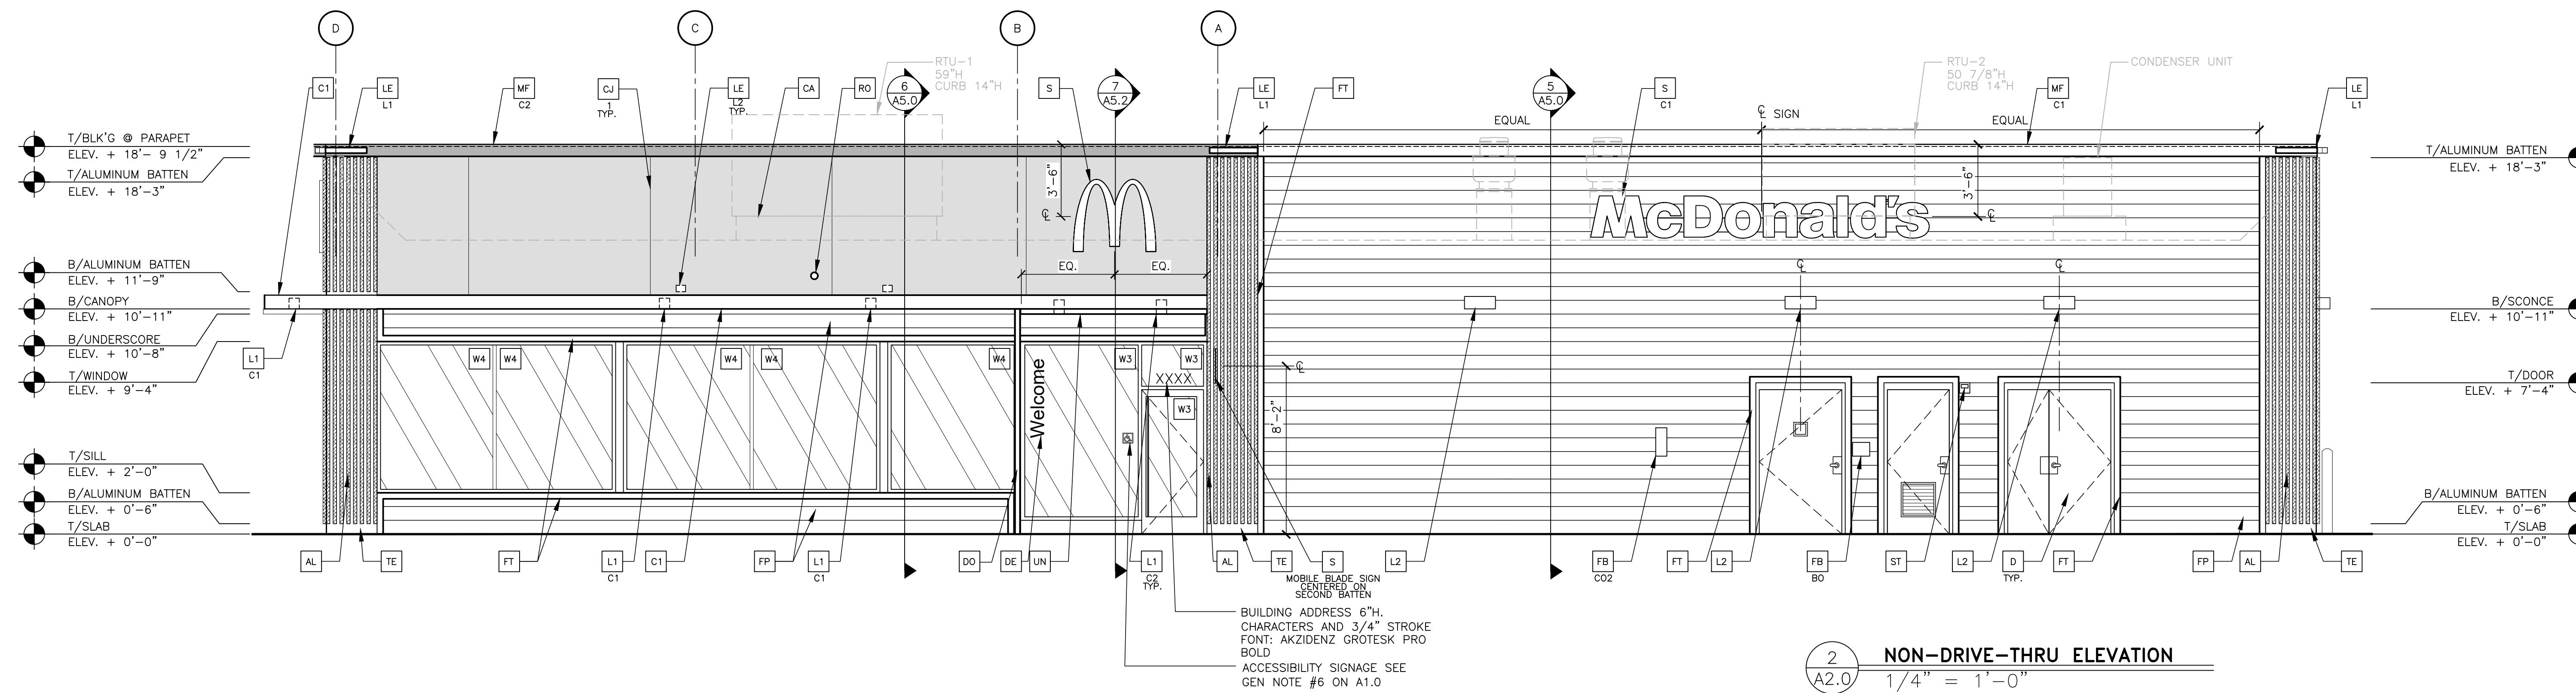 D
C
B
A
RTU-1
59"H
CURB 14"H
RTU-2
50 7/8"H
CURB 14"H
CONDENSER UNIT
C1
LE
L1
MF
C2
CJ
1
TYP.
LE
L2
TYP.
CA
RO
6
A5.0
S
7
A5.2
LE
L1
FT
5
A5.0
S
C1
MF
C1
LE
L1
EQUAL
℄ SIGN
EQUAL
T/BLK'G @ PARAPET
ELEV. + 18'- 9 1/2"
T/ALUMINUM BATTEN
ELEV. + 18'-3"
B/ALUMINUM BATTEN
ELEV. + 11'-9"
B/CANOPY
ELEV. + 10'-11"
B/UNDERSCORE
ELEV. + 10'-8"
T/WINDOW
ELEV. + 9'-4"
T/SILL
ELEV. + 2'-0"
B/ALUMINUM BATTEN
ELEV. + 0'-6"
T/SLAB
ELEV. + 0'-0"
L1
C1
3'-6"
℄
EQ.
EQ.
McDonald's
3'-6"
℄
℄
℄
W4
W4
W4
W4
W4
W3
W3
XXXX
W3
Welcome
℄
8'-2"
T/ALUMINUM BATTEN
ELEV. + 18'-3"
B/SCONCE
ELEV. + 10'-11"
T/DOOR
ELEV. + 7'-4"
B/ALUMINUM BATTEN
ELEV. + 0'-6"
T/SLAB
ELEV. + 0'-0"
AL
TE
FT
L1
C1
C1
FP
L1
C1
DO
DE
UN
L1
C2
TYP.
AL
TE
S
MOBILE BLADE SIGN
CENTERED ON
SECOND BATTEN
L2
FB
CO2
FT
L2
FB
BO
ST
L2
D
TYP.
FT
FP
AL
TE
BUILDING ADDRESS 6"H.
CHARACTERS AND 3/4" STROKE
FONT: AKZIDENZ GROTESK PRO
BOLD
ACCESSIBILITY SIGNAGE SEE
GEN NOTE #6 ON A1.0
2
A2.0
NON-DRIVE-THRU ELEVATION
1/4" = 1'-0"